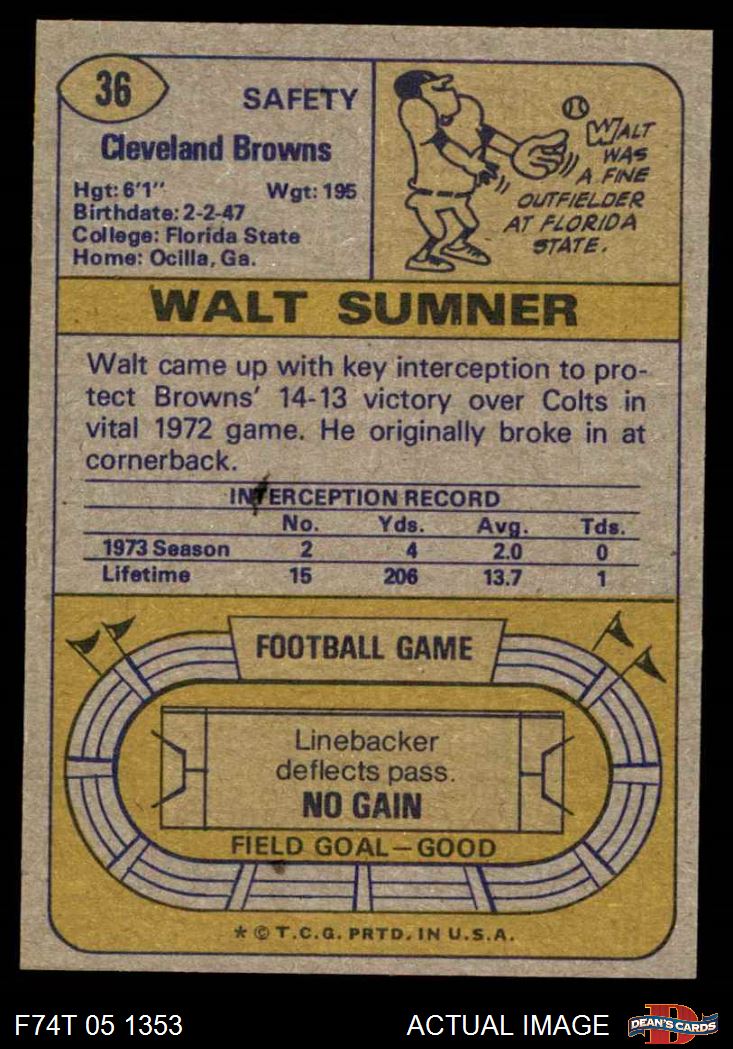 36
SAFETY
Cleveland Browns
Hgt: 6'1" Wgt: 195
Birthdate: 2-2-47
College: Florida State
Home: Ocilla, Ga.
WALT
WAS
A FINE
OUTFIELDER
AT FLORIDA
STATE.
WALT SUMNER
Walt came up with key interception to pro-
tect Browns' 14-13 victory over Colts in
vital 1972 game. He originally broke in at
cornerback.
INTERCEPTION RECORD
No. Yds. Avg. Tds.
1973 Season 2 4 2.0 0
Lifetime 15 206 13.7 1
FOOTBALL GAME
Linebacker
deflects pass.
NO GAIN
FIELD GOAL—GOOD
* © T.C.G. PRTD. IN U.S.A.
F74T 05 1353 ACTUAL IMAGE
D
DEAN'S CARDS